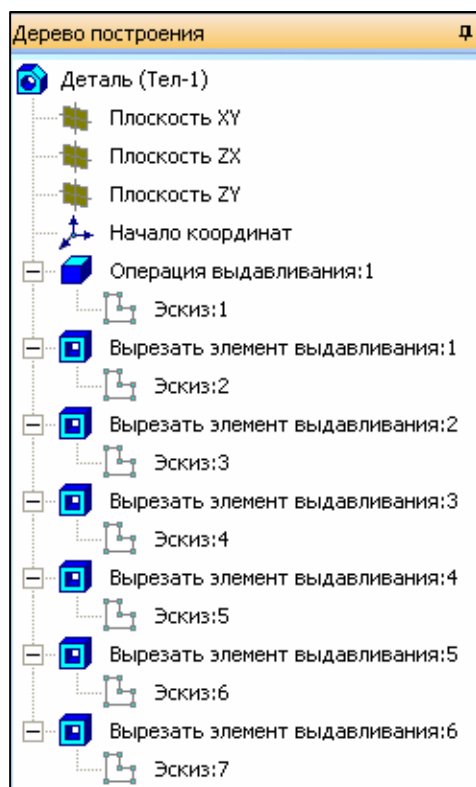 Дерево построения
Деталь (Тел-1)
Плоскость XY
Плоскость ZX
Плоскость ZY
Начало координат
Операция выдавливания:1
Эскиз:1
Вырезать элемент выдавливания:1
Эскиз:2
Вырезать элемент выдавливания:2
Эскиз:3
Вырезать элемент выдавливания:3
Эскиз:4
Вырезать элемент выдавливания:4
Эскиз:5
Вырезать элемент выдавливания:5
Эскиз:6
Вырезать элемент выдавливания:6
Эскиз:7